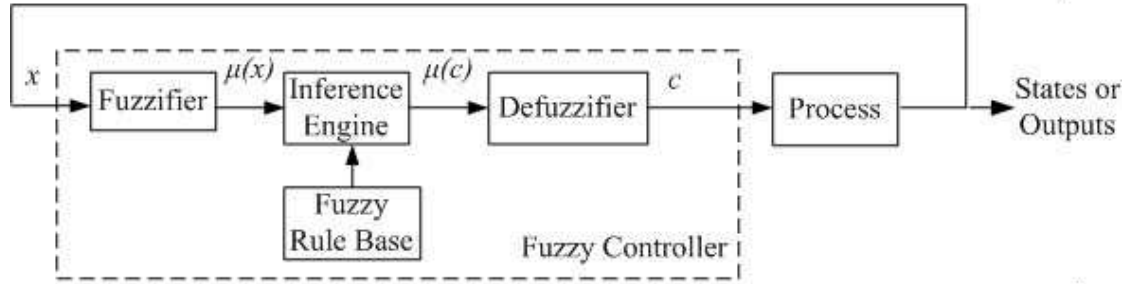 x
Fuzzifier
μ(x)
Inference
Engine
μ(c)
Defuzzifier
c
Process
States or
Outputs
Fuzzy
Rule Base
Fuzzy Controller